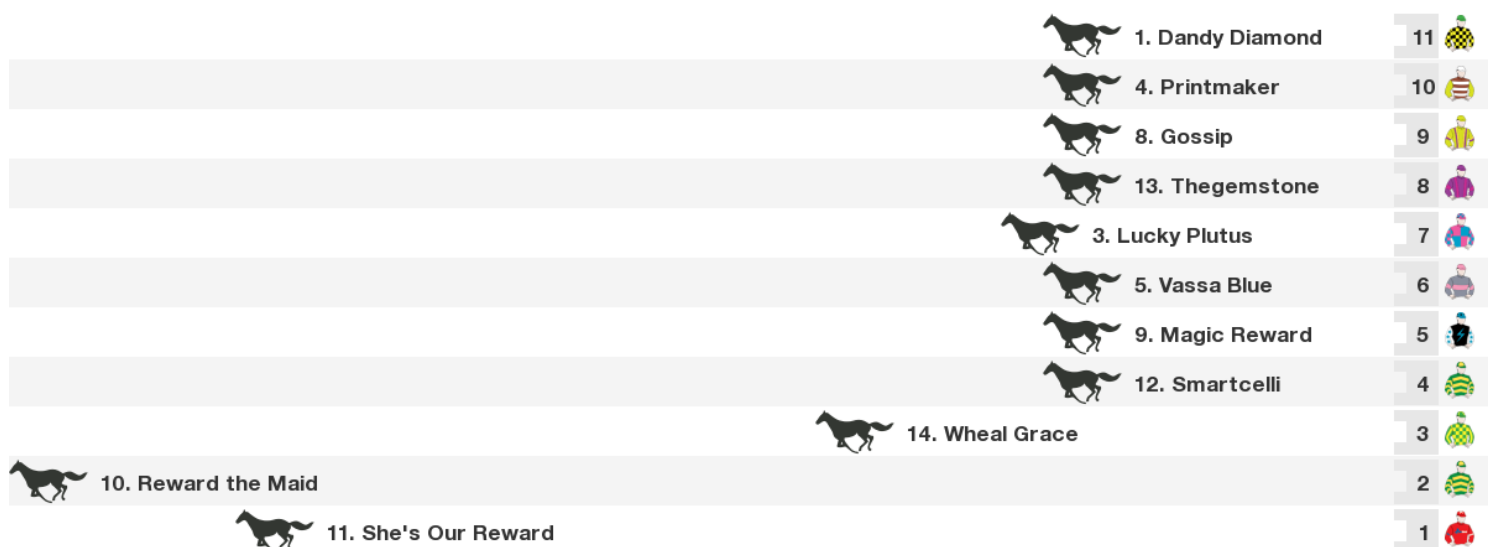 1. Dandy Diamond 11
4. Printmaker 10
8. Gossip 9
13. Thegemstone 8
3. Lucky Plutus 7
5. Vassa Blue 6
9. Magic Reward 5
12. Smartcelli 4
14. Wheal Grace 3
10. Reward the Maid 2
11. She's Our Reward 1